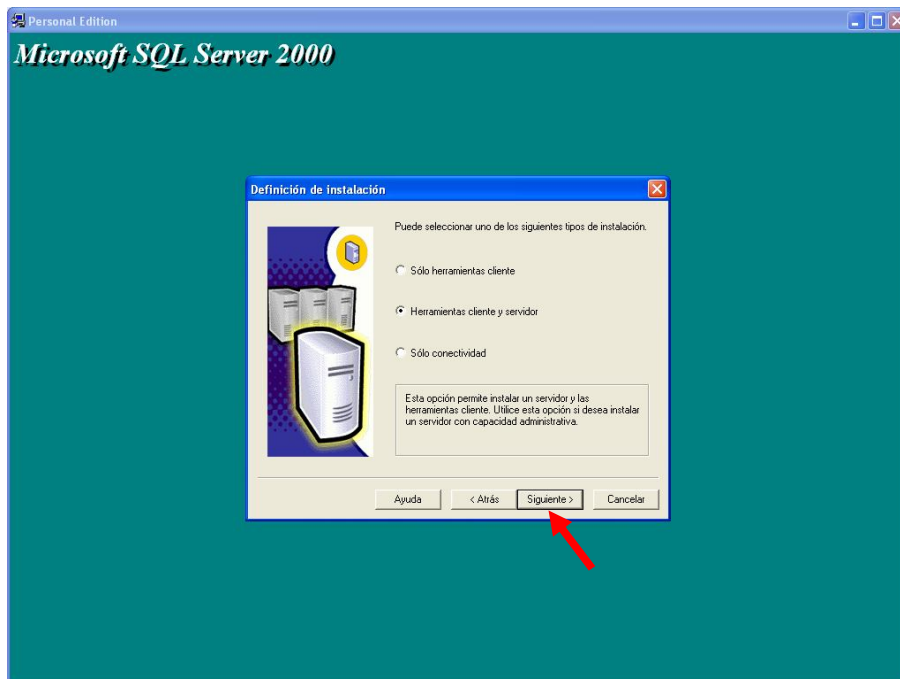 Personal Edition
Microsoft SQL Server 2000
Definición de instalación
Puede seleccionar uno de los siguientes tipos de instalación.
Sólo herramientas cliente
Herramientas cliente y servidor
Sólo conectividad
Esta opción permite instalar un servidor y las
herramientas cliente. Utilice esta opción si desea instalar
un servidor con capacidad administrativa.
Ayuda < Atrás Siguiente > Cancelar